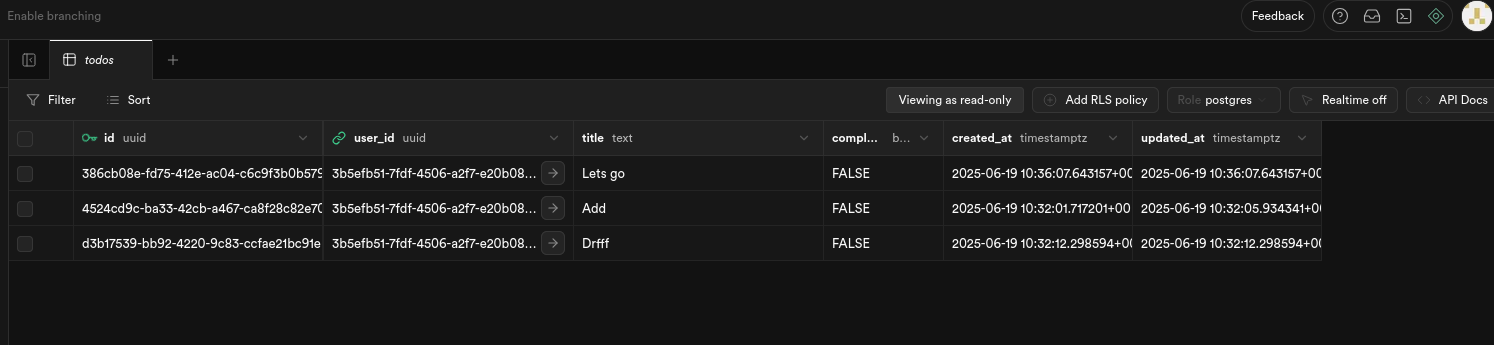 Enable branching Feedback
todos
Filter Sort Viewing as read-only Add RLS policy Role postgres Realtime off API Docs
id uuid user_id uuid title text compl... b... created_at timestamptz updated_at timestamptz
386cb08e-fd75-412e-ac04-c6c9f3b0b579 3b5efb51-7fdf-4506-a2f7-e20b08... Lets go FALSE 2025-06-19 10:36:07.643157+00 2025-06-19 10:36:07.643157+00
4524cd9c-ba33-42cb-a467-ca8f28c82e70 3b5efb51-7fdf-4506-a2f7-e20b08... Add FALSE 2025-06-19 10:32:01.717201+00 2025-06-19 10:32:05.934341+00
d3b17539-bb92-4220-9c83-ccfae21bc91e 3b5efb51-7fdf-4506-a2f7-e20b08... Drfff FALSE 2025-06-19 10:32:12.298594+00 2025-06-19 10:32:12.298594+00